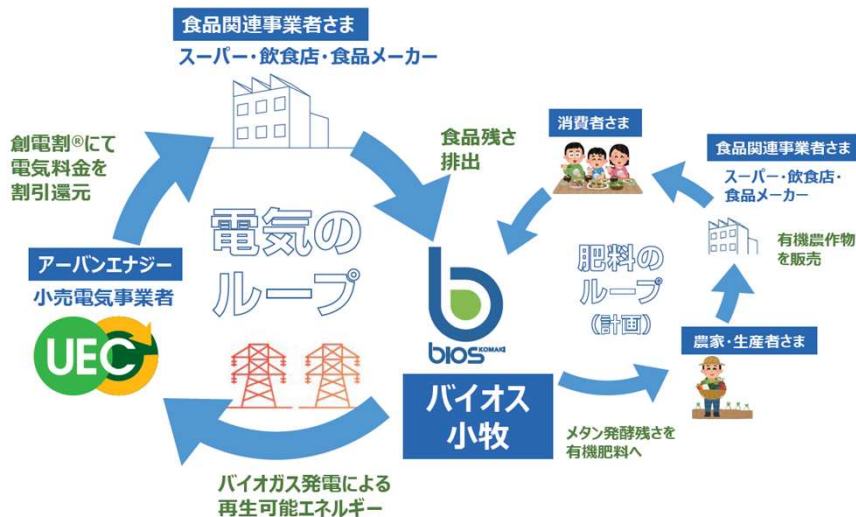 食品関連事業者さま
スーパー・飲食店・食品メーカー
創電割®にて
電気料金を
割引還元
食品残さ
排出
消費者さま
食品関連事業者さま
スーパー・飲食店・
食品メーカー
電気の
ループ
肥料の
ループ
(計画)
有機農作物
を販売
アーバンエナジー
小売電気事業者
UEC
bios KOMAKI
農家・生産者さま
バイオス
小牧
メタン発酵残さを
有機肥料へ
バイオガス発電による
再生可能エネルギー